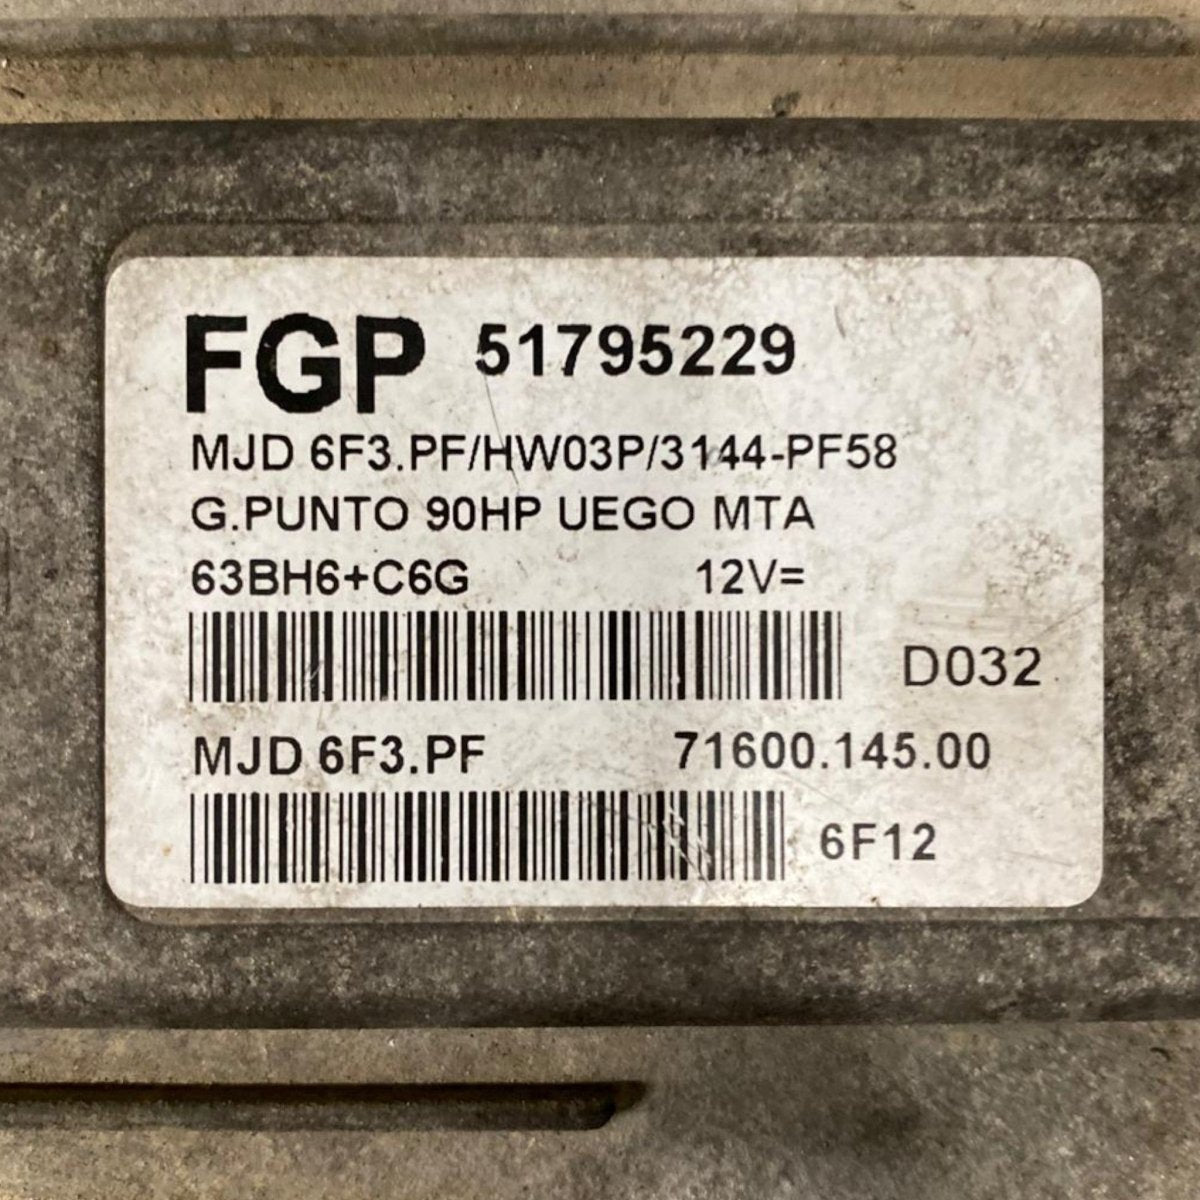 FGP 51795229
MJD 6F3.PF/HW03P/3144-PF58
G.PUNTO 90HP UEGO MTA
63BH6+C6G 12V=
D032
MJD 6F3.PF 71600.145.00
6F12